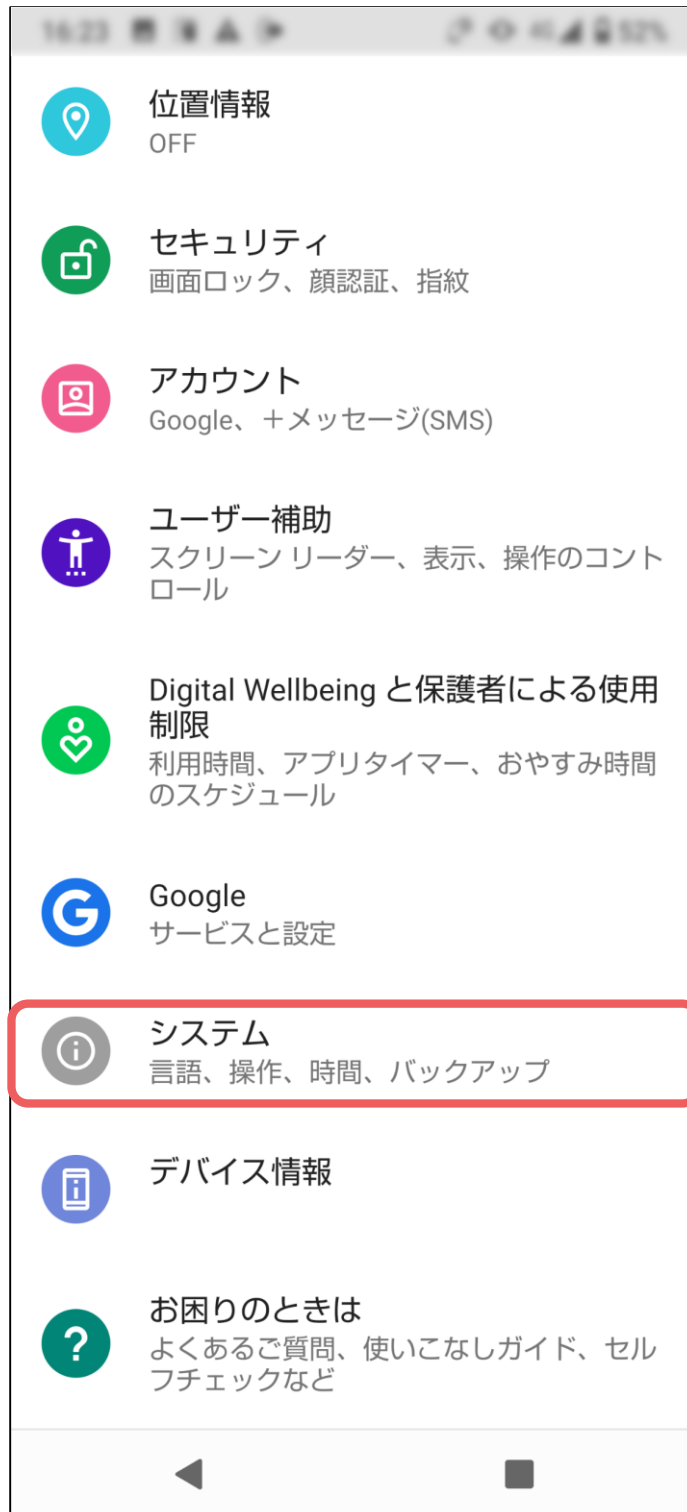 16:23
52%
位置情報
OFF
セキュリティ
画面ロック、顔認証、指紋
アカウント
Google、＋メッセージ(SMS)
ユーザー補助
スクリーン リーダー、表示、操作のコント
ロール
Digital Wellbeing と保護者による使用
制限
利用時間、アプリタイマー、おやすみ時間
のスケジュール
Google
サービスと設定
システム
言語、操作、時間、バックアップ
デバイス情報
お困りのときは
よくあるご質問、使いこなしガイド、セル
フチェックなど